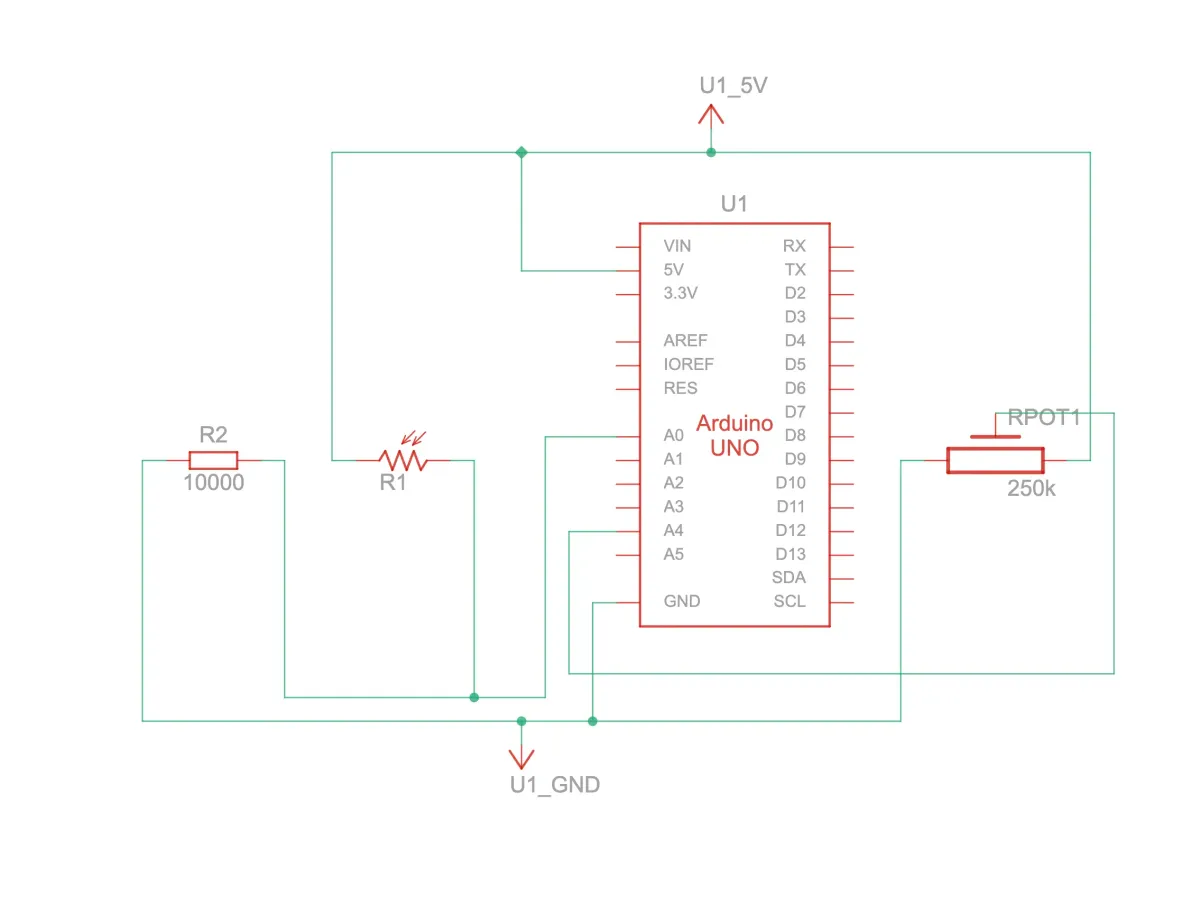 U1_5V
U1
VIN RX
5V TX
3.3V D2
D3
AREF D4
IOREF D5
RES D6
D7
A0 D8
A1 D9
A2 D10
A3 D11
A4 D12
A5 D13
SDA
GND SCL
Arduino
UNO
R2
10000
R1
RPOT1
250k
U1_GND